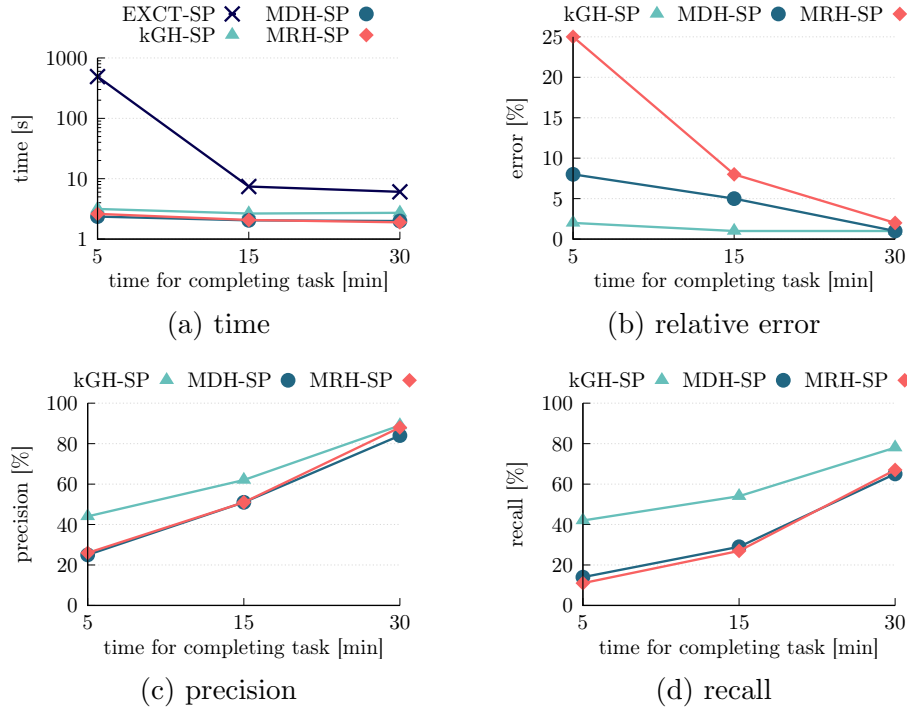 EXCT-SP MDH-SP
kGH-SP MRH-SP
1000
100
10
1
time [s]
5 15 30
time for completing task [min]
(a) time
kGH-SP MDH-SP MRH-SP
25
20
15
10
5
0
error [%]
5 15 30
time for completing task [min]
(b) relative error
kGH-SP MDH-SP MRH-SP
100
80
60
40
20
0
precision [%]
5 15 30
time for completing task [min]
(c) precision
kGH-SP MDH-SP MRH-SP
100
80
60
40
20
0
recall [%]
5 15 30
time for completing task [min]
(d) recall